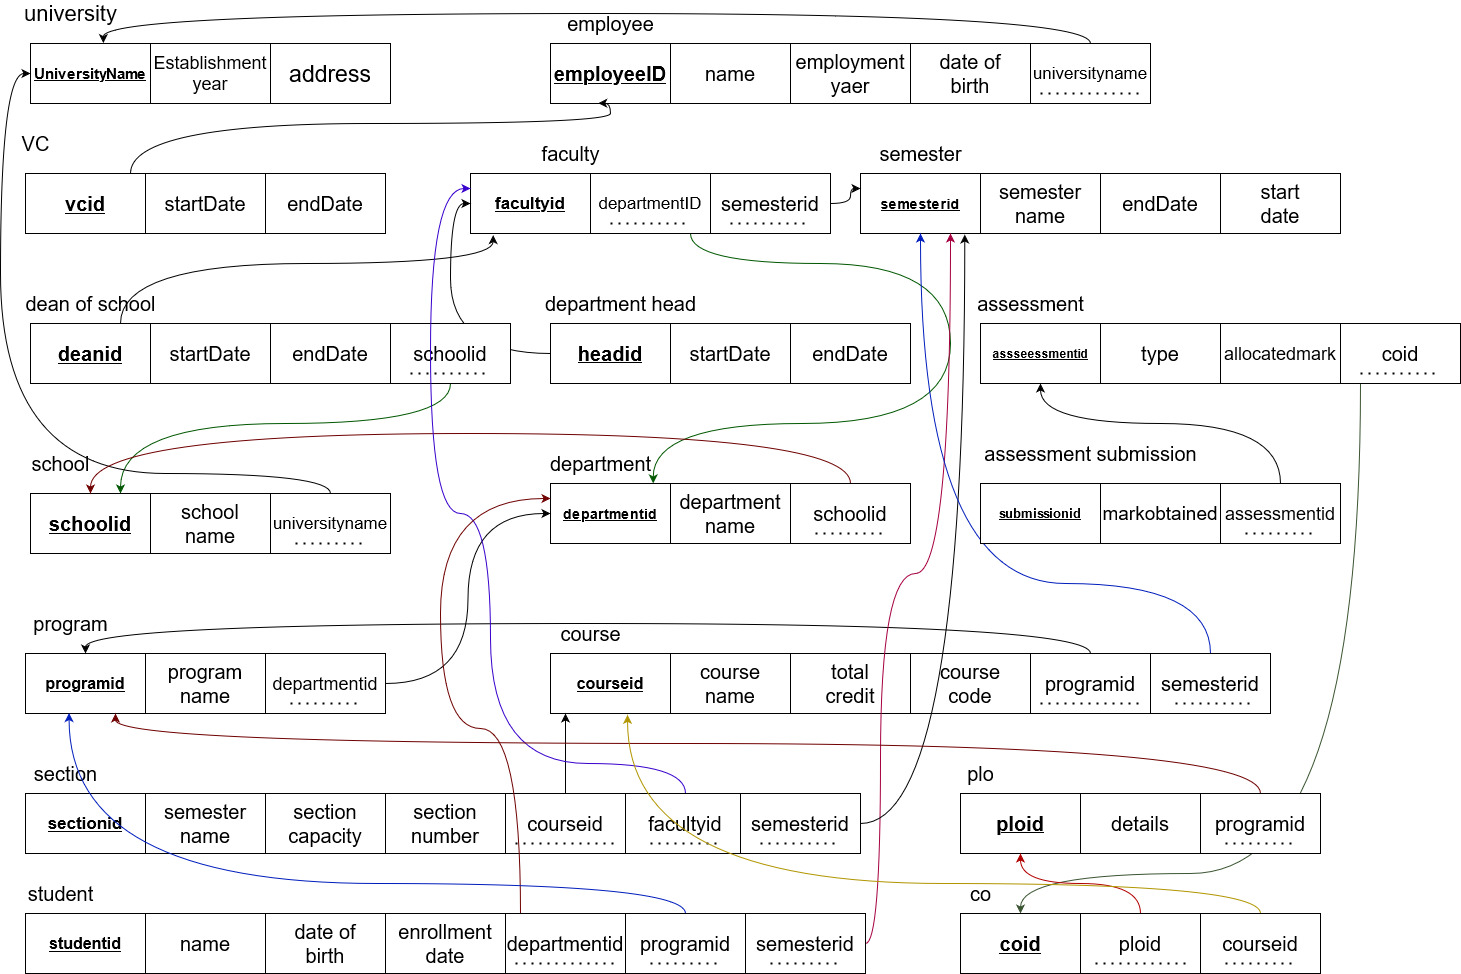 university
employee
UniversityName
Establishment
year
address
employeeID
name
employment
yaer
date of
birth
universityname
VC
faculty
semester
vcid
startDate
endDate
facultyid
departmentID
semesterid
semesterid
semester
name
endDate
start
date
dean of school
department head
assessment
deanid
startDate
endDate
schoolid
headid
startDate
endDate
assseessmentid
type
allocatedmark
coid
school
department
assessment submission
schoolid
school
name
universityname
departmentid
department
name
schoolid
submissionid
markobtained
assessmentid
program
course
programid
program
name
departmentid
courseid
course
name
total
credit
course
code
programid
semesterid
section
plo
sectionid
semester
name
section
capacity
section
number
courseid
facultyid
semesterid
ploid
details
programid
student
co
studentid
name
date of
birth
enrollment
date
departmentid
programid
semesterid
coid
ploid
courseid